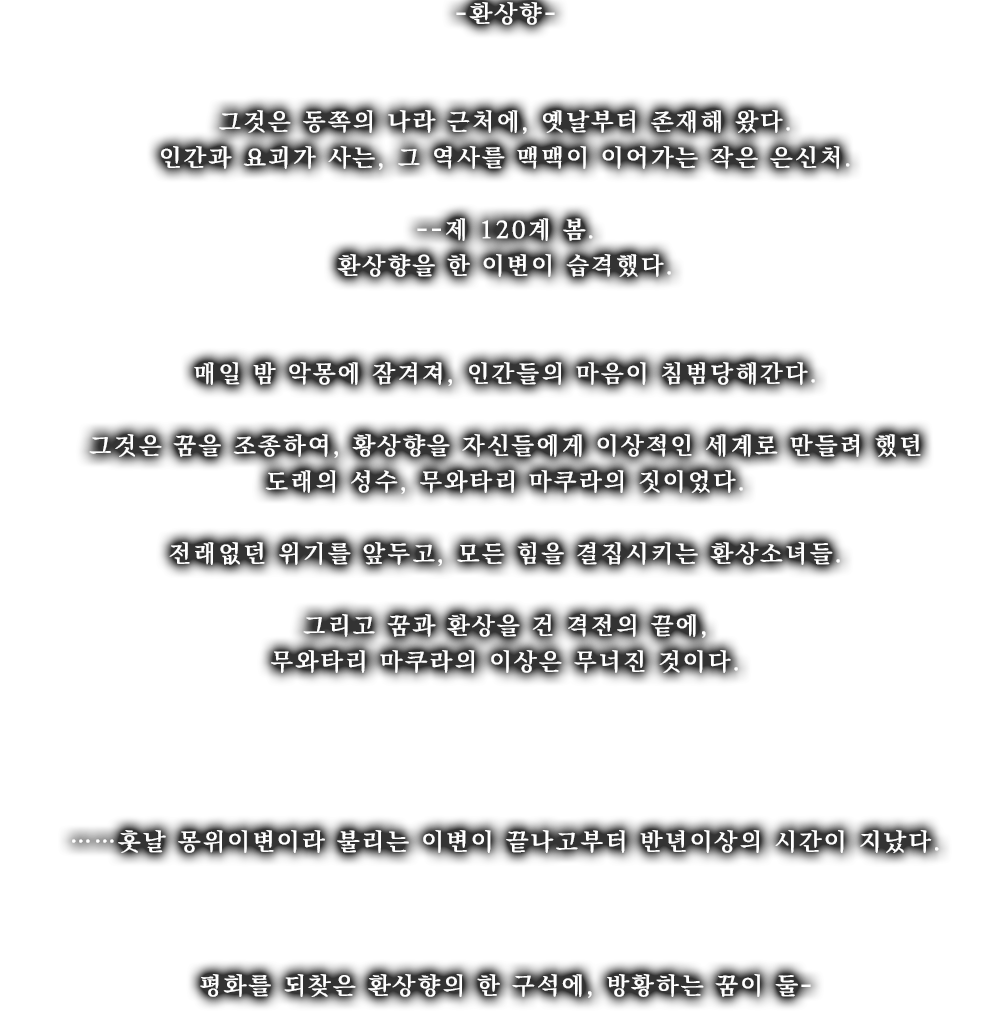 -환상향-
그것은 동쪽의 나라 근처에, 옛날부터 존재해 왔다.
인간과 요괴가 사는, 그 역사를 맥맥이 이어가는 작은 은신처.
--제 120계 봄.
환상향을 한 이변이 습격했다.
매일 밤 악몽에 잠겨져, 인간들의 마음이 침범당해간다.
그것은 꿈을 조종하여, 황상향을 자신들에게 이상적인 세계로 만들려 했던
도래의 성수, 무와타리 마쿠라의 짓이었다.
전래없던 위기를 앞두고, 모든 힘을 결집시키는 환상소녀들.
그리고 꿈과 환상을 건 격전의 끝에,
무와타리 마쿠라의 이상은 무너진 것이다.
……훗날 몽위이변이라 불리는 이변이 끝나고부터 반년이상의 시간이 지났다.
평화를 되찾은 환상향의 한 구석에, 방황하는 꿈이 둘-